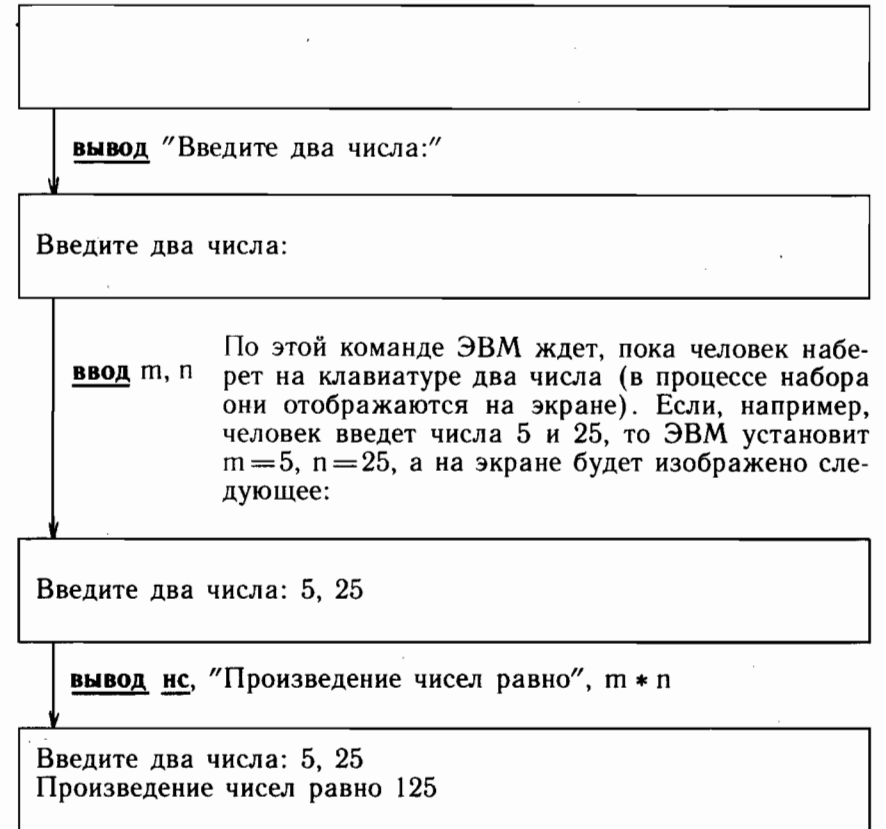 вывод "Введите два числа:"
Введите два числа:
ввод m, n
По этой команде ЭВМ ждет, пока человек набе-
рет на клавиатуре два числа (в процессе набора
они отображаются на экране). Если, например,
человек введет числа 5 и 25, то ЭВМ установит
m=5, n=25, а на экране будет изображено сле-
дующее:
Введите два числа: 5, 25
вывод нс, "Произведение чисел равно", m * n
Введите два числа: 5, 25
Произведение чисел равно 125